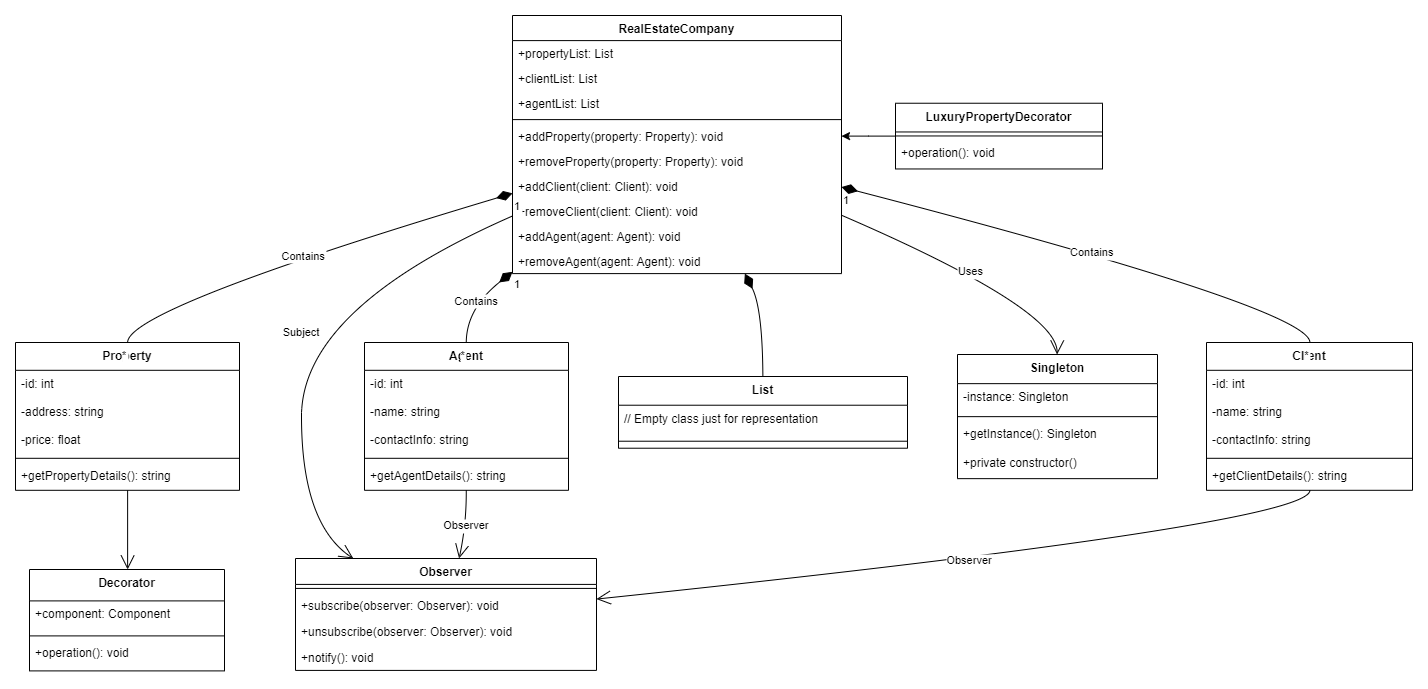 RealEstateCompany
+propertyList: List
+clientList: List
+agentList: List
+addProperty(property: Property): void
+removeProperty(property: Property): void
+addClient(client: Client): void
-removeClient(client: Client): void
+addAgent(agent: Agent): void
+removeAgent(agent: Agent): void
LuxuryPropertyDecorator
+operation(): void
1
1
1
Contains
Contains
Contains
Subject
Uses
Property
*
-id: int
-address: string
-price: float
+getPropertyDetails(): string
Agent
*
-id: int
-name: string
-contactInfo: string
+getAgentDetails(): string
List
// Empty class just for representation
Singleton
-instance: Singleton
+getInstance(): Singleton
+private constructor()
Client
*
-id: int
-name: string
-contactInfo: string
+getClientDetails(): string
Observer
Observer
Decorator
+component: Component
+operation(): void
Observer
+subscribe(observer: Observer): void
+unsubscribe(observer: Observer): void
+notify(): void